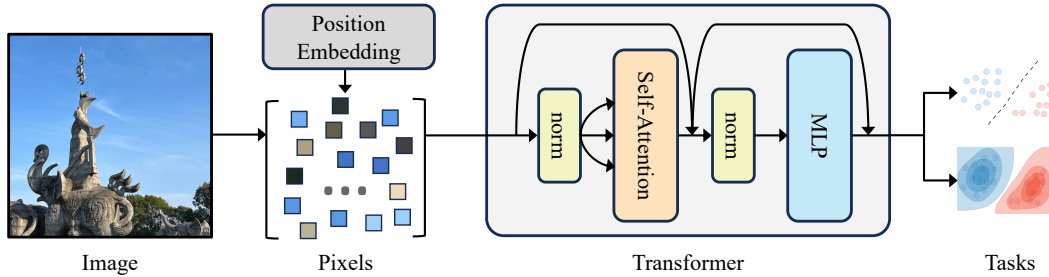 Position
Embedding
norm
Self-Attention
norm
MLP
Image
Pixels
Transformer
Tasks